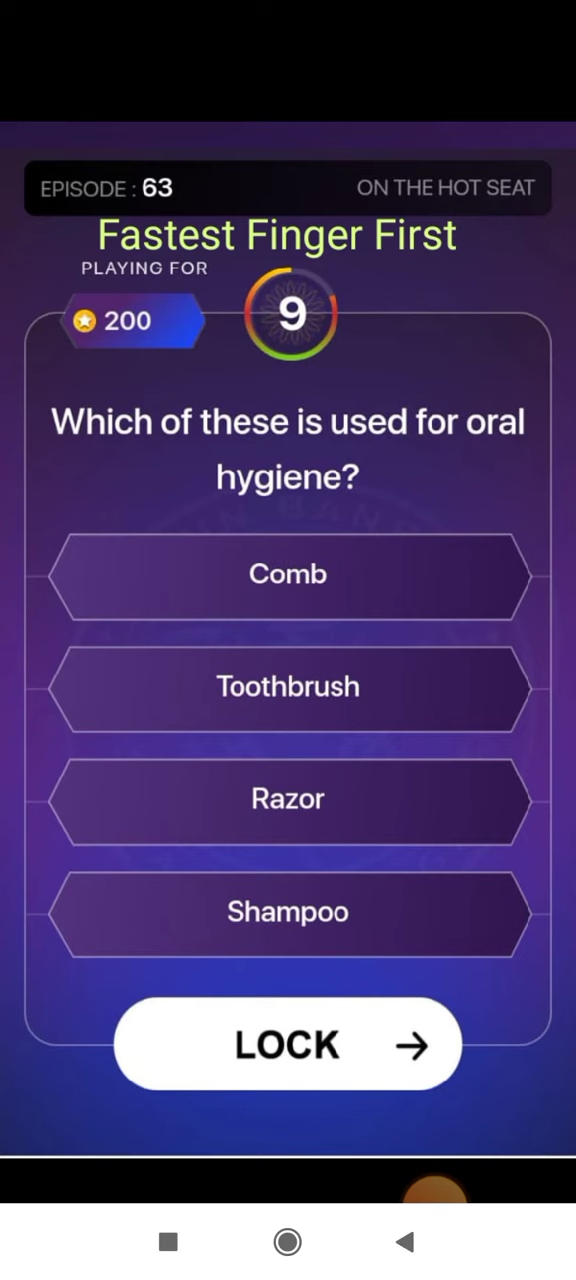 EPISODE : 63
ON THE HOT SEAT
Fastest Finger First
PLAYING FOR
200
9
Which of these is used for oral
hygiene?
Comb
Toothbrush
Razor
Shampoo
LOCK